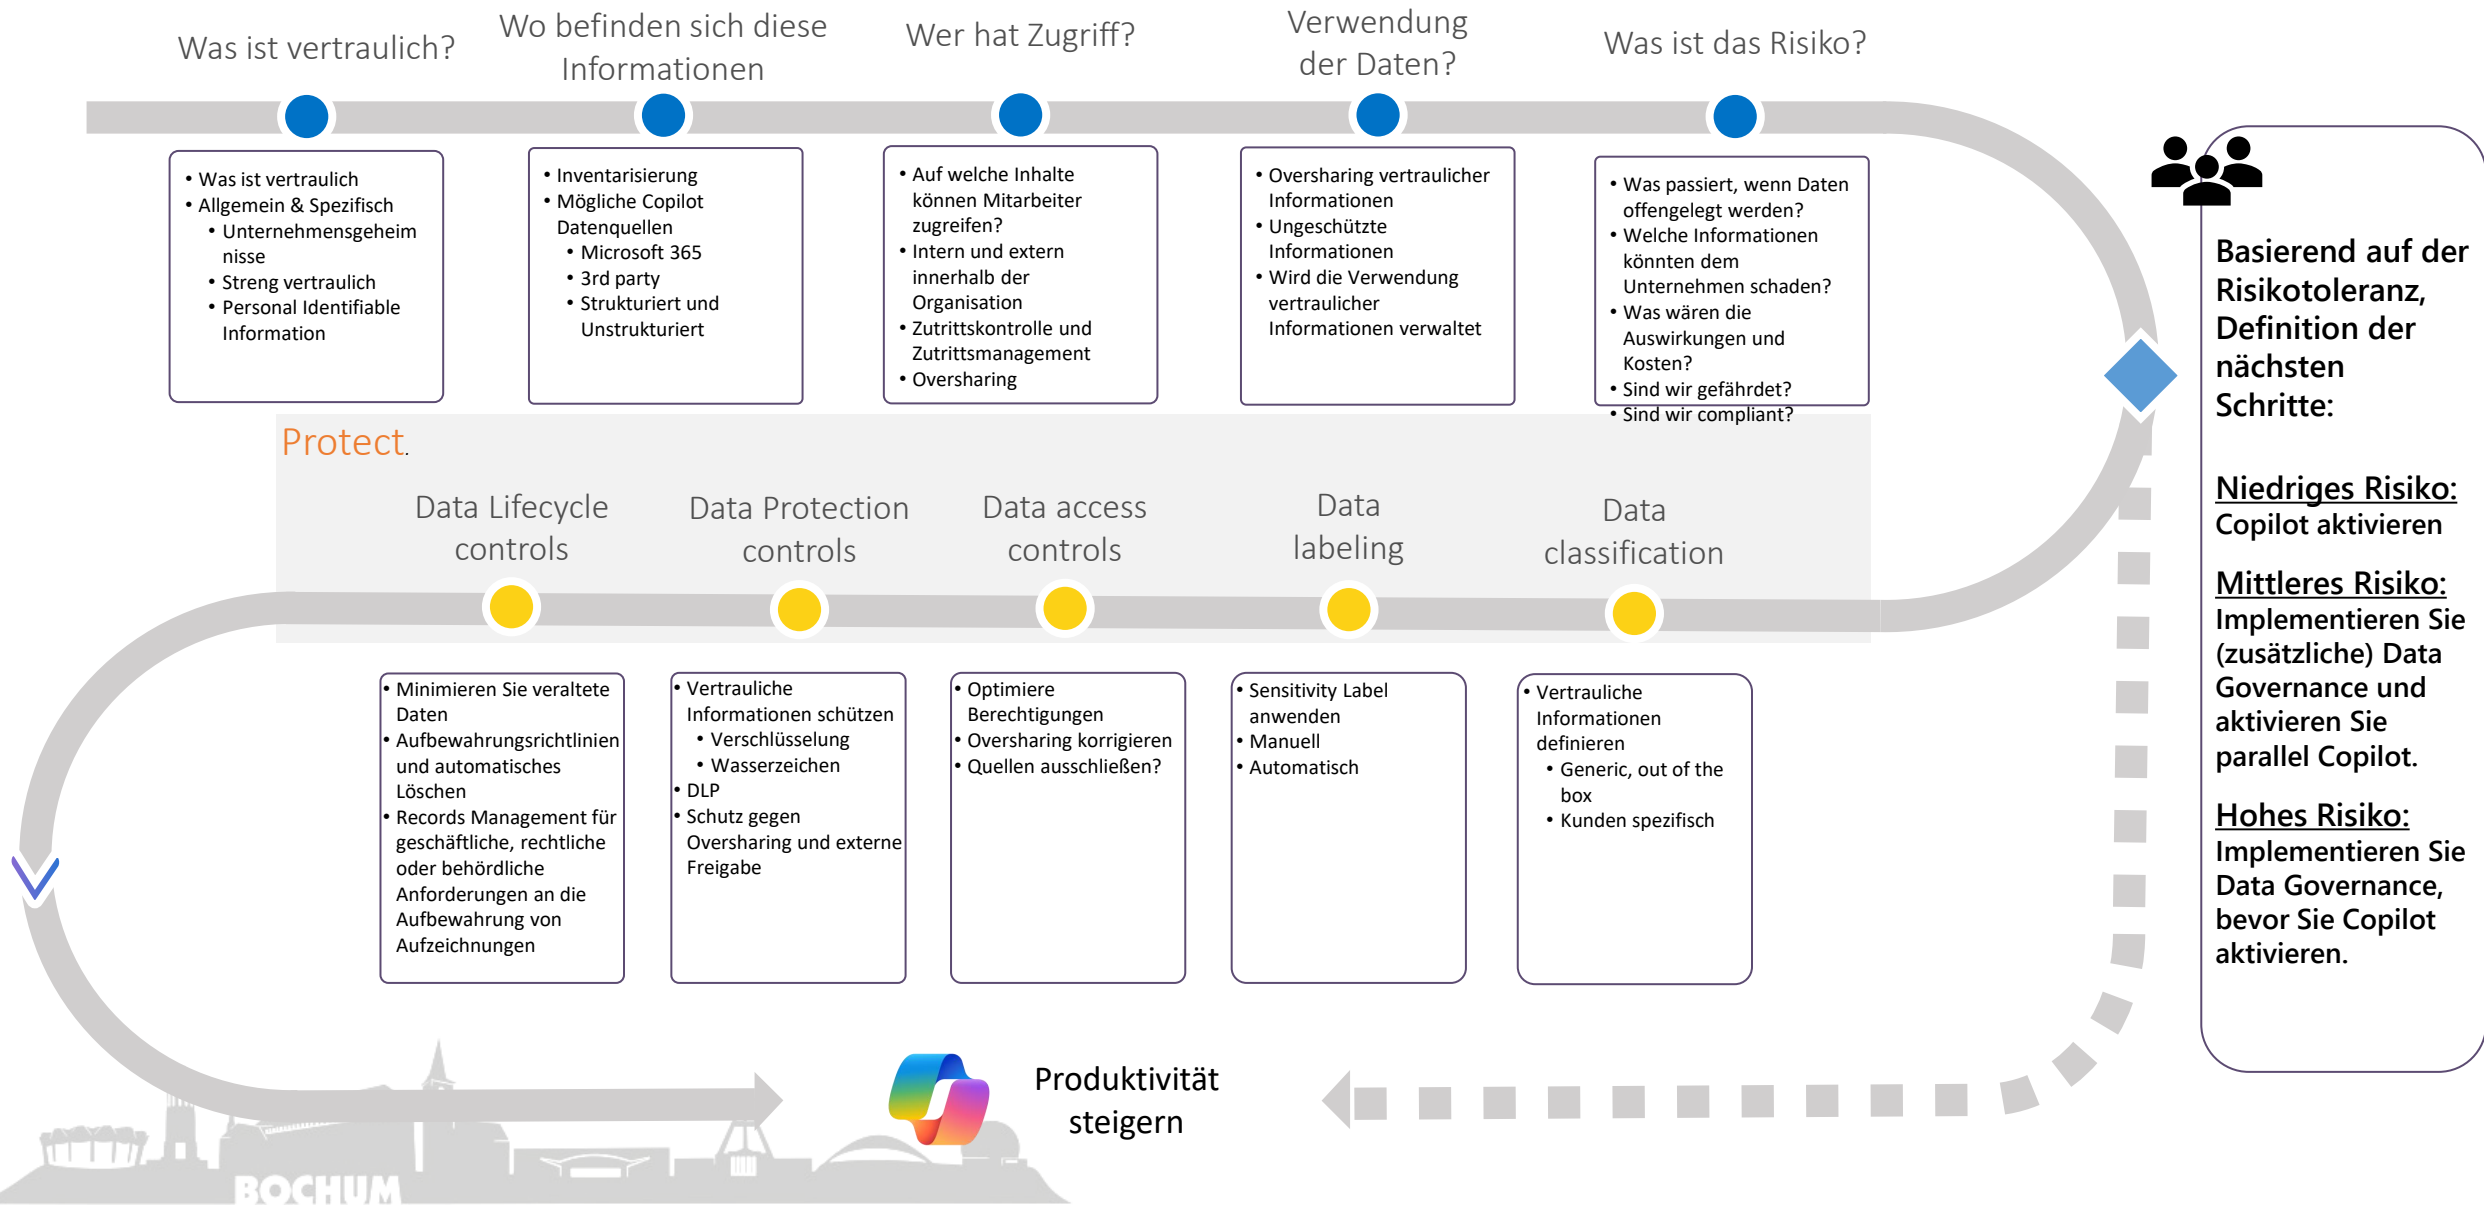 Was ist vertraulich?
Wo befinden sich diese
Informationen
Wer hat Zugriff?
Verwendung
der Daten?
Was ist das Risiko?
• Was ist vertraulich
• Allgemein & Spezifisch
• Unternehmensgeheim
nisse
• Streng vertraulich
• Personal Identifiable
Information
• Inventarisierung
• Mögliche Copilot
Datenquellen
• Microsoft 365
• 3rd party
• Strukturiert und
Unstrukturiert
• Auf welche Inhalte
können Mitarbeiter
zugreifen?
• Intern und extern
innerhalb der
Organisation
• Zutrittskontrolle und
Zutrittsmanagement
• Oversharing
• Oversharing vertraulicher
Informationen
• Ungeschützte
Informationen
• Wird die Verwendung
vertraulicher
Informationen verwaltet
• Was passiert, wenn Daten
offengelegt werden?
• Welche Informationen
könnten dem
Unternehmen schaden?
• Was wären die
Auswirkungen und
Kosten?
• Sind wir gefährdet?
• Sind wir compliant?
Basierend auf der
Risikotoleranz,
Definition der
nächsten
Schritte:
Niedriges Risiko:
Copilot aktivieren
Mittleres Risiko:
Implementieren Sie
(zusätzliche) Data
Governance und
aktivieren Sie
parallel Copilot.
Hohes Risiko:
Implementieren Sie
Data Governance,
bevor Sie Copilot
aktivieren.
Protect.
Data Lifecycle
controls
Data Protection
controls
Data access
controls
Data
labeling
Data
classification
• Minimieren Sie veraltete
Daten
• Aufbewahrungsrichtlinien
und automatisches
Löschen
• Records Management für
geschäftliche, rechtliche
oder behördliche
Anforderungen an die
Aufbewahrung von
Aufzeichnungen
• Vertrauliche
Informationen schützen
• Verschlüsselung
• Wasserzeichen
• DLP
• Schutz gegen
Oversharing und externe
Freigabe
• Optimiere
Berechtigungen
• Oversharing korrigieren
• Quellen ausschließen?
• Sensitivity Label
anwenden
• Manuell
• Automatisch
• Vertrauliche
Informationen
definieren
• Generic, out of the
box
• Kunden spezifisch
Produktivität
steigern
BOCHUM